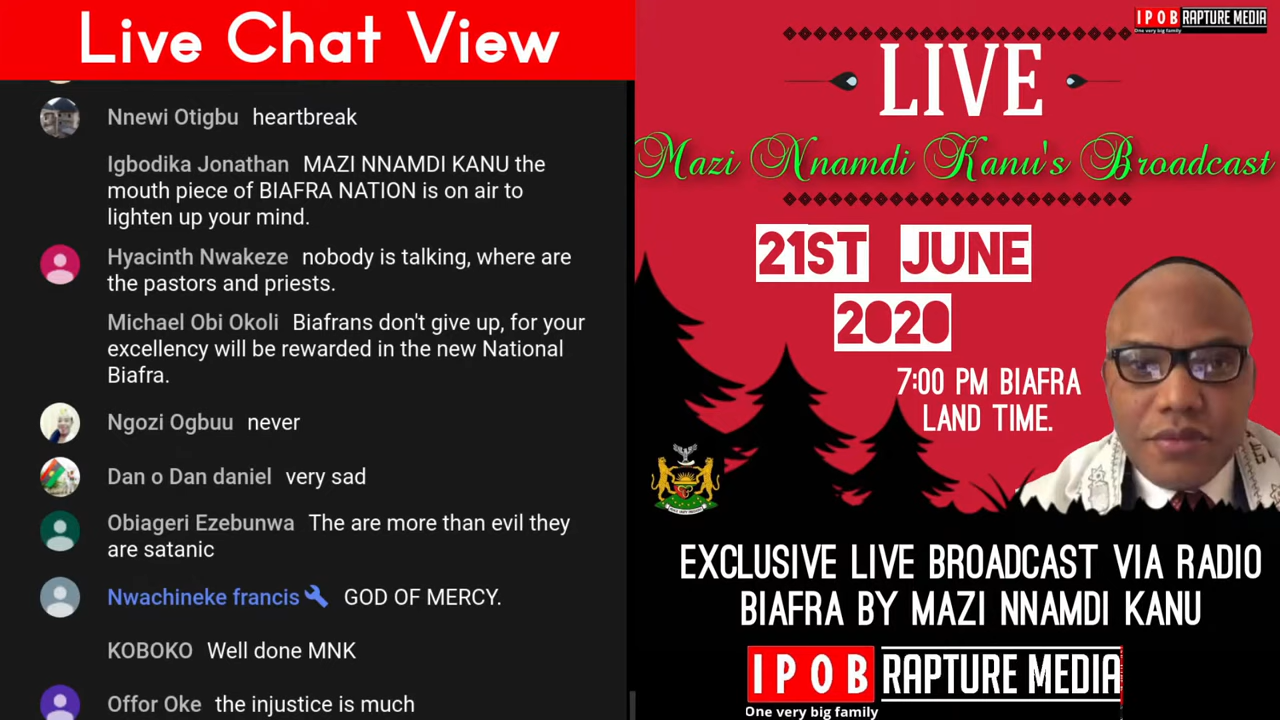 Live Chat View
Nnewi Otigbu heartbreak
Igbodika Jonathan MAZI NNAMDI KANU the
mouth piece of BIAFRA NATION is on air to
lighten up your mind.
Hyacinth Nwakeze nobody is talking, where are
the pastors and priests.
Michael Obi Okoli Biafrans don't give up, for your
excellency will be rewarded in the new National
Biafra.
Ngozi Ogbuu never
Dan o Dan daniel very sad
Obiageri Ezebunwa The are more than evil they
are satanic
Nwachineke francis GOD OF MERCY.
KOBOKO Well done MNK
Offor Oke the injustice is much
IPOB RAPTURE MEDIA
One very big family
LIVE
Mazi Nnamdi Kanu's Broadcast
21ST JUNE
2020
7:00 PM BIAFRA
LAND TIME.
EXCLUSIVE LIVE BROADCAST VIA RADIO
BIAFRA BY MAZI NNAMDI KANU
IPOB RAPTURE MEDIA
One very big family